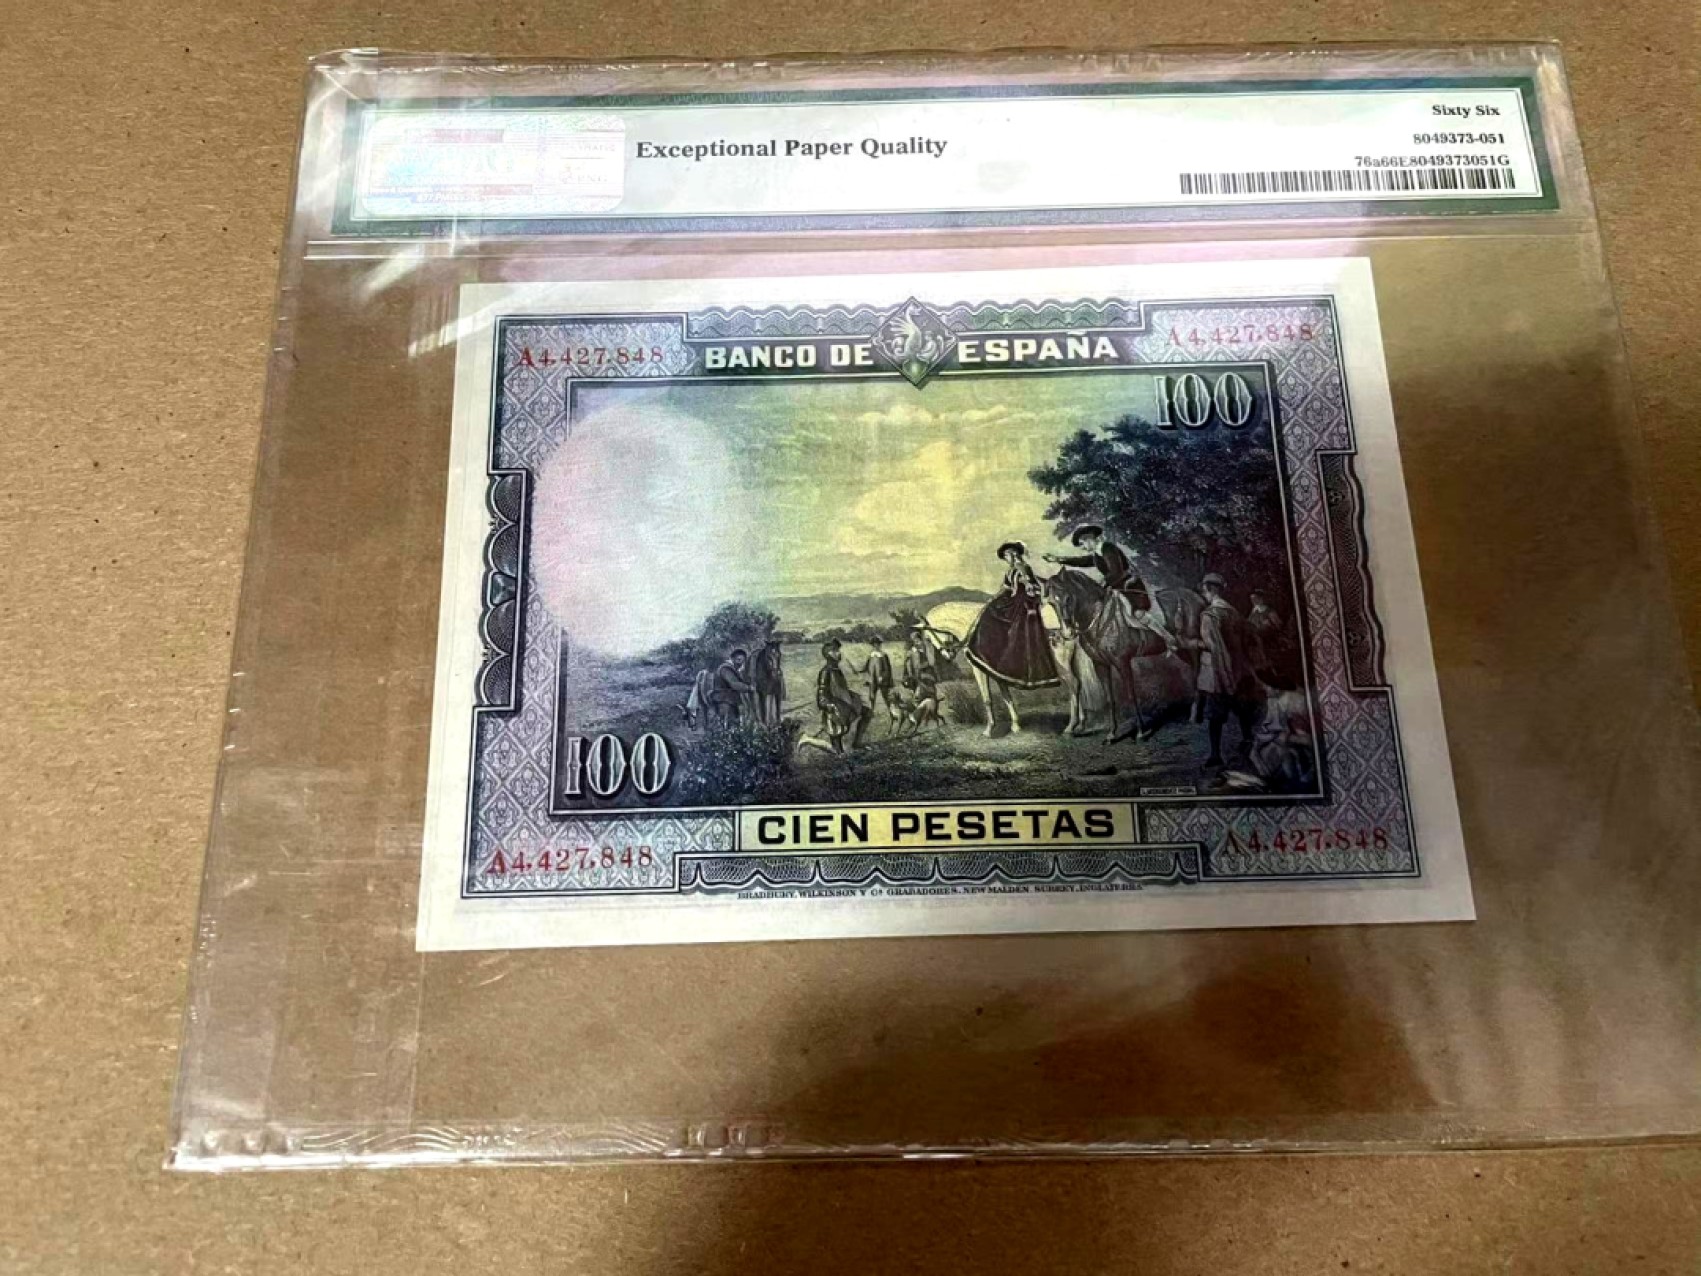 Sixty Six
Exceptional Paper Quality
8049373-051
76a66E8049373051G
A4,427,848
BANCO DE ESPAÑA
A4,427,848
100
100
CIEN PESETAS
A4,427,848
A4,427,848
BRADBURY, WILKINSON Y Cª GRABADORES, NEW MALDEN, SURREY, INGLATERRA